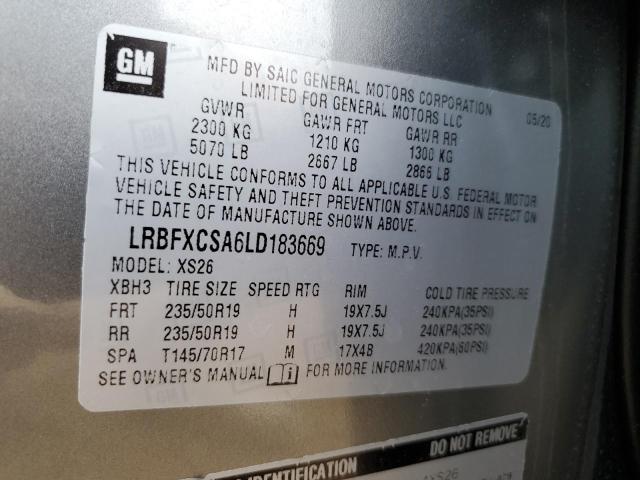 GM
MFD BY SAIC GENERAL MOTORS CORPORATION
LIMITED FOR GENERAL MOTORS LLC 05/20
GVWR GAWR FRT GAWR RR
2300 KG 1210 KG 1300 KG
5070 LB 2667 LB 2866 LB
THIS VEHICLE CONFORMS TO ALL APPLICABLE U.S. FEDERAL MOTOR
VEHICLE SAFETY AND THEFT PREVENTION STANDARDS IN EFFECT ON
THE DATE OF MANUFACTURE SHOWN ABOVE.
LRBFXCSA6LD183669 TYPE: M.P.V.
MODEL: XS26
XBH3 TIRE SIZE SPEED RTG RIM COLD TIRE PRESSURE
FRT 235/50R19 H 19X7.5J 240KPA(35PSI)
RR 235/50R19 H 19X7.5J 240KPA(35PSI)
SPA T145/70R17 M 17X4B 420KPA(60PSI)
SEE OWNER'S MANUAL FOR MORE INFORMATION.
DO NOT REMOVE
IDENTIFICATION